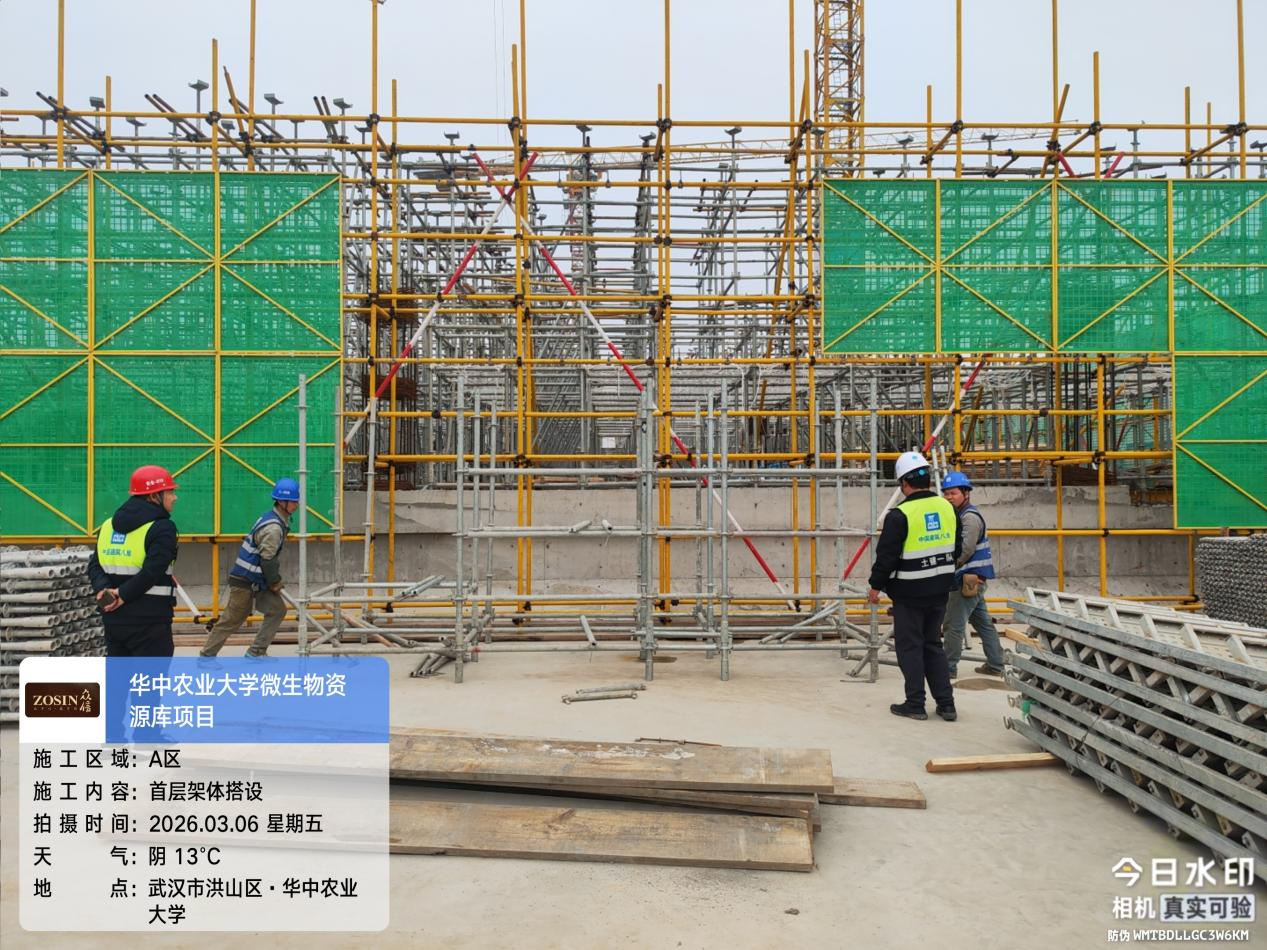 中国建筑八局
土建一队
ZOSIN 众信
华中农业大学微生物资
源库项目
施工区域：A区
施工内容：首层架体搭设
拍摄时间：2026.03.06 星期五
天气：阴 13°C
地点：武汉市洪山区·华中农业
大学
今日水印
相机 真实可验
防伪 WMTBDLLGC3W6KM